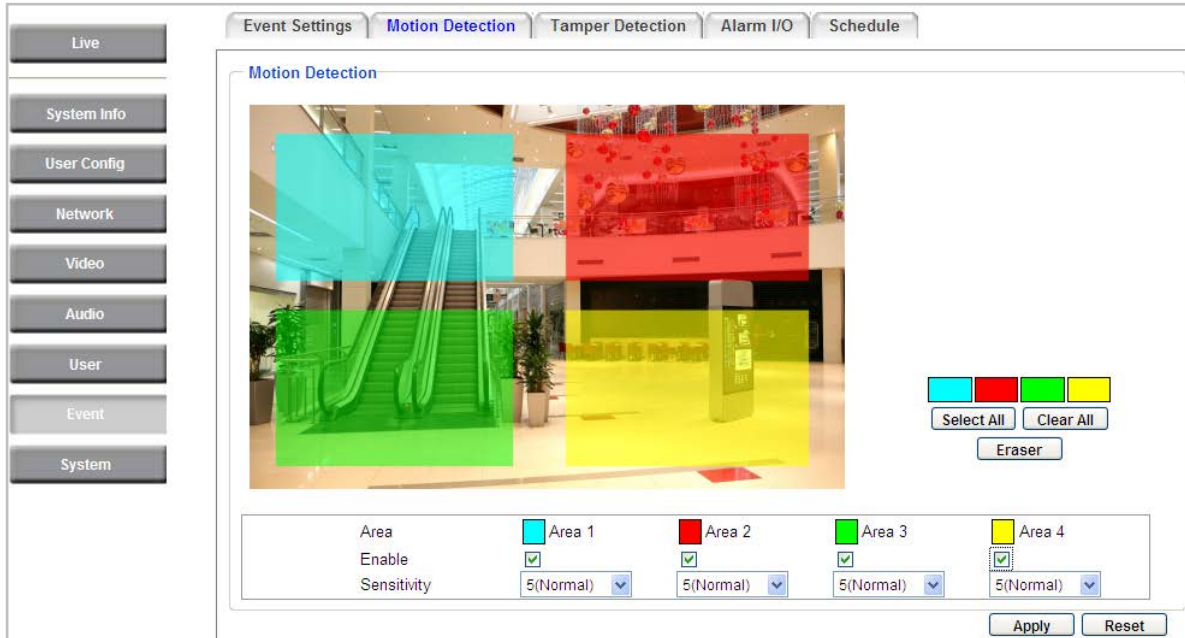 Live
System Info
User Config
Network
Video
Audio
User
Event
System
Event Settings Motion Detection Tamper Detection Alarm I/O Schedule
Motion Detection
Select All Clear All
Eraser
Area Area 1 Area 2 Area 3 Area 4
Enable
Sensitivity 5(Normal) 5(Normal) 5(Normal) 5(Normal)
Apply Reset